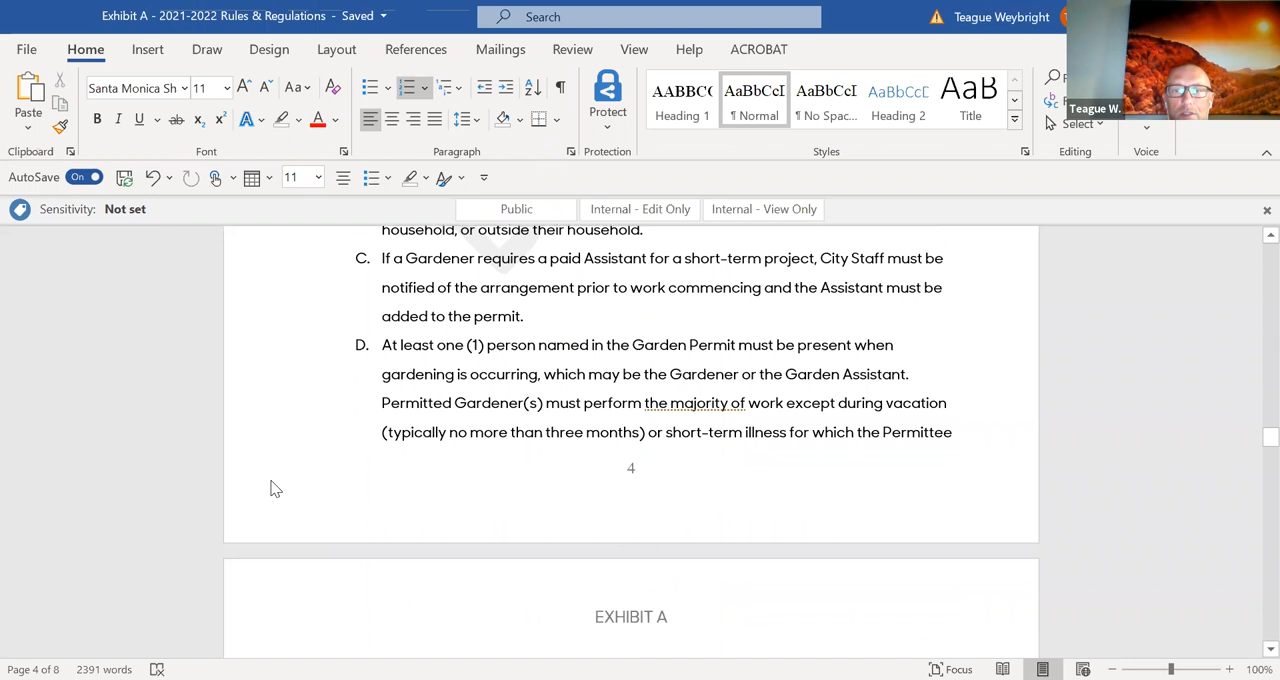 Exhibit A - 2021-2022 Rules & Regulations - Saved
Search
Teague Weybright
File Home Insert Draw Design Layout References Mailings Review View Help ACROBAT
Teague W.
Paste
Santa Monica Sh 11
Protect
AABBC( AaBbCcD AaBbCcD AaBbCcD AaB
Heading 1 ¶ Normal ¶ No Spac... Heading 2 Title
Select
Clipboard Font Paragraph Protection Styles Editing Voice
AutoSave On 11
Sensitivity: Not set Public Internal - Edit Only Internal - View Only
household, or outside their household.
C. If a Gardener requires a paid Assistant for a short-term project, City Staff must be
notified of the arrangement prior to work commencing and the Assistant must be
added to the permit.
D. At least one (1) person named in the Garden Permit must be present when
gardening is occurring, which may be the Gardener or the Garden Assistant.
Permitted Gardener(s) must perform the majority of work except during vacation
(typically no more than three months) or short-term illness for which the Permittee
4
EXHIBIT A
Page 4 of 8 2391 words Focus 100%